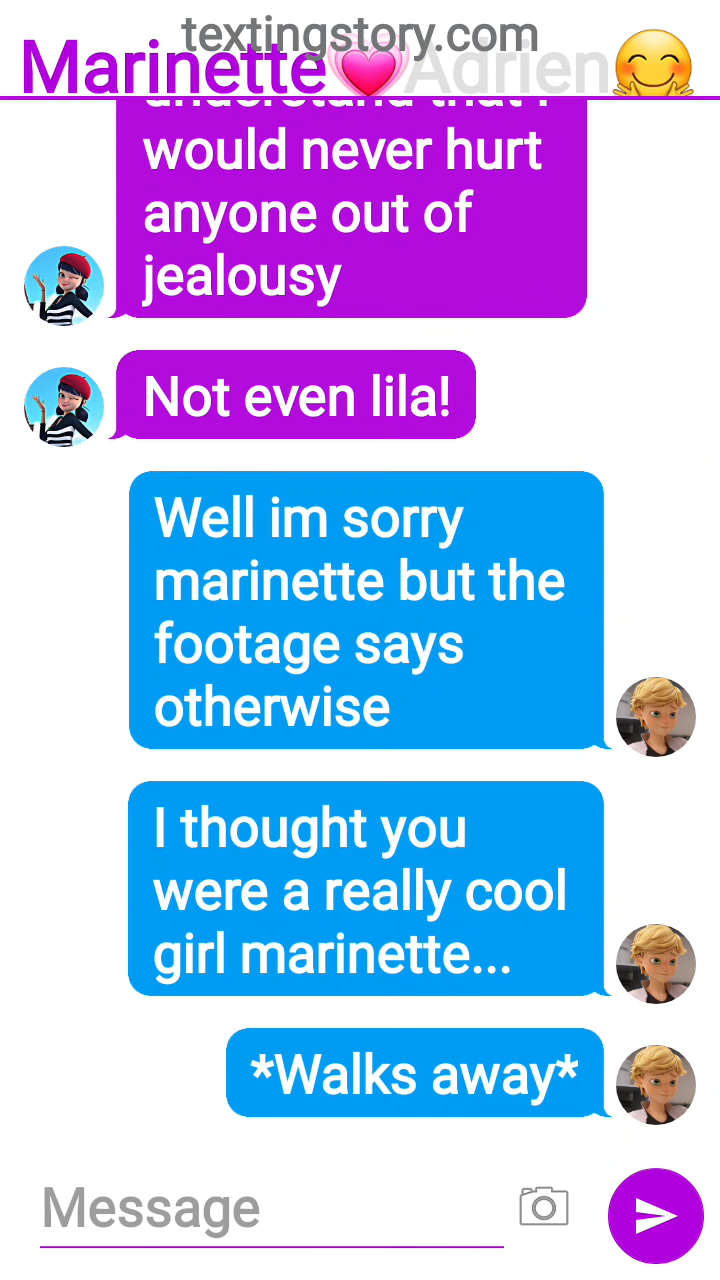 textingstory.com
Marinette Adrien
understand that I
would never hurt
anyone out of
jealousy
Not even lila!
Well im sorry
marinette but the
footage says
otherwise
I thought you
were a really cool
girl marinette...
*Walks away*
Message